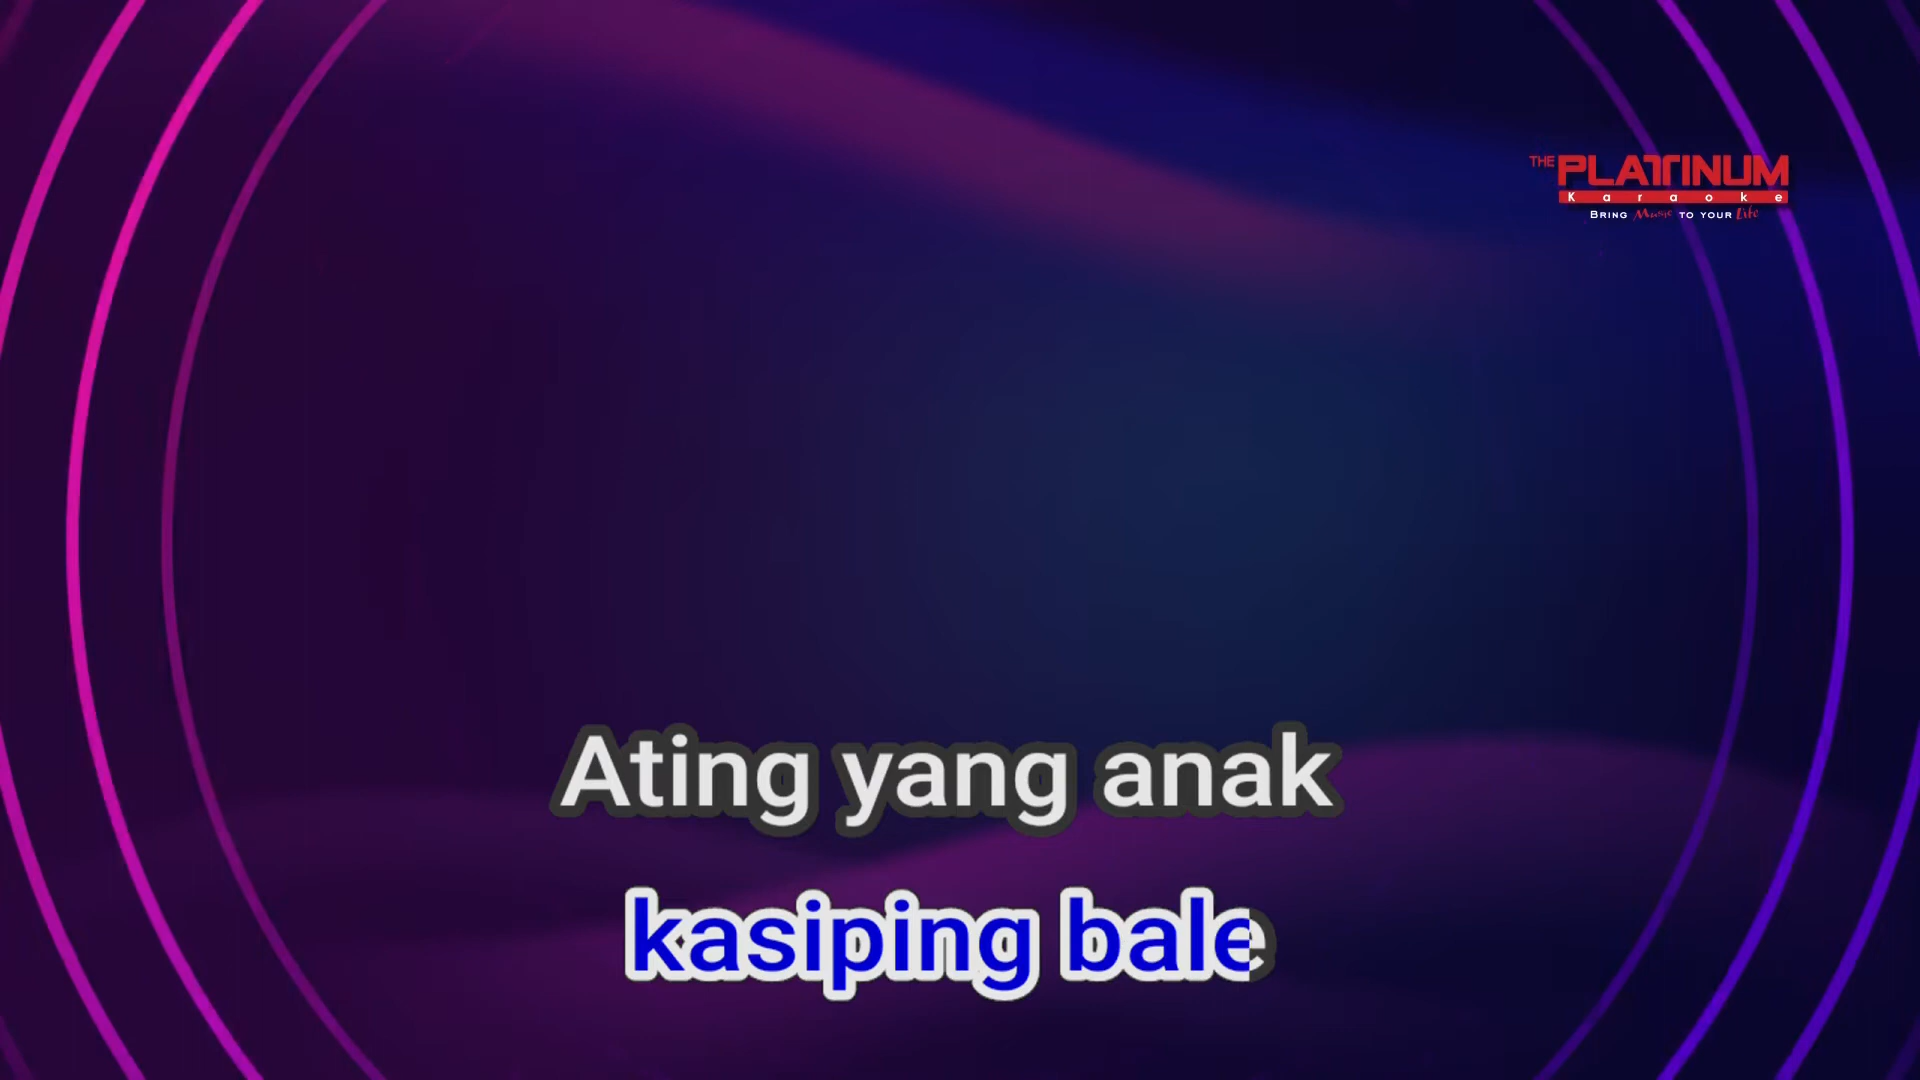 THE PLATINUM
Karaoke
BRING Music TO YOUR Life
Ating yang anak
kasiping bale